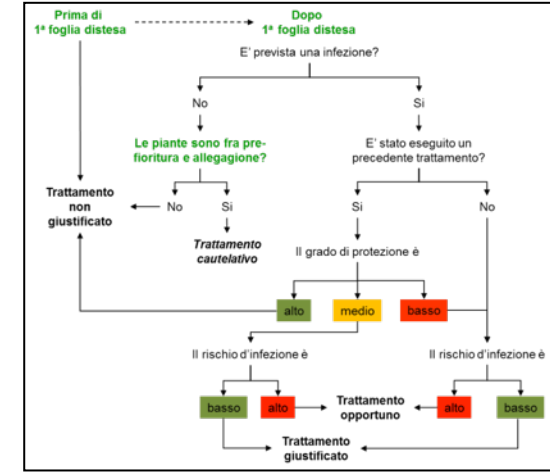 Prima di
1ª foglia distesa
Dopo
1ª foglia distesa
E' prevista una infezione?
No
Si
Le piante sono fra pre-
fioritura e allegagione?
E' stato eseguito un
precedente trattamento?
Trattamento
non
giustificato
No
Si
Si
No
Trattamento
cautelativo
Il grado di protezione è
alto
medio
basso
Il rischio d'infezione è
Il rischio d'infezione è
basso
alto
Trattamento
opportuno
alto
basso
Trattamento
giustificato